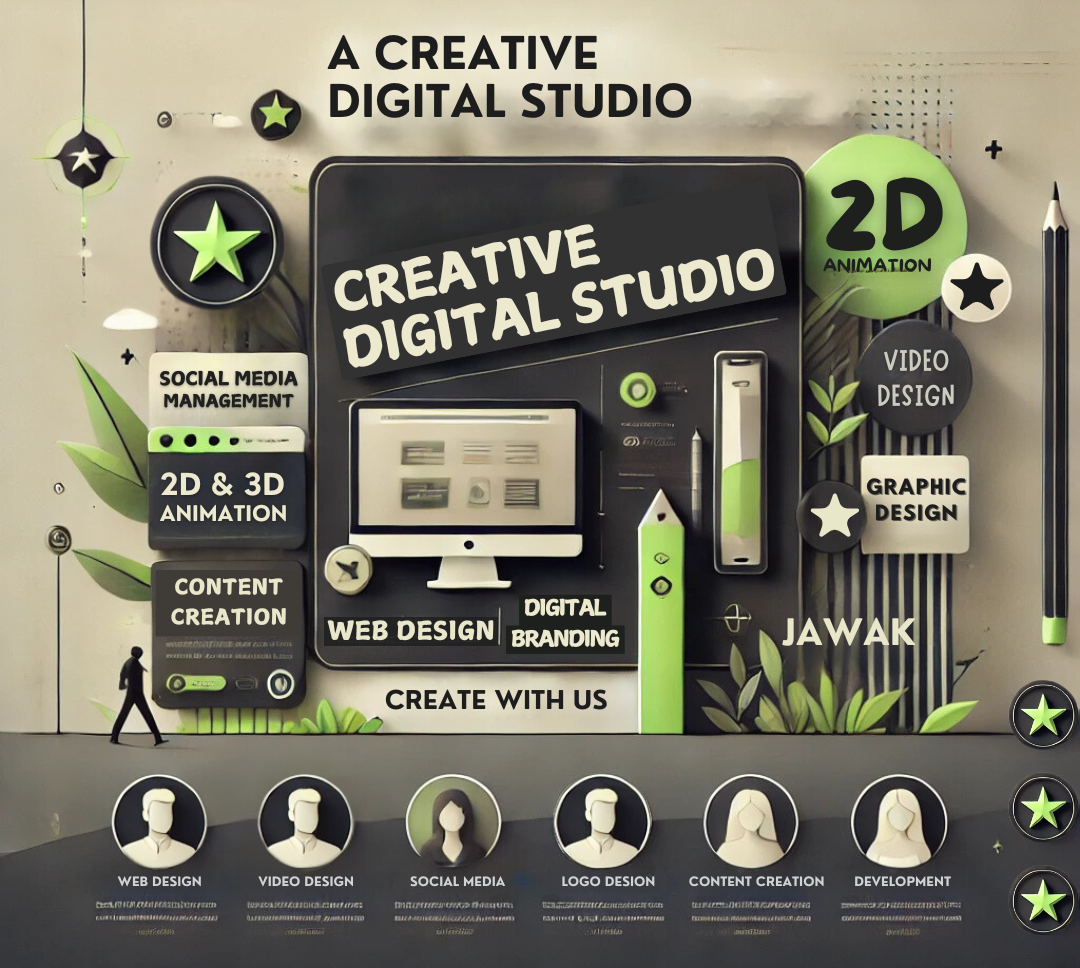 A CREATIVE
DIGITAL STUDIO
CREATIVE
DIGITAL STUDIO
2D
ANIMATION
VIDEO
DESIGN
SOCIAL MEDIA
MANAGEMENT
2D & 3D
ANIMATION
GRAPHIC
DESIGN
CONTENT
CREATION
WEB DESIGN
DIGITAL
BRANDING
JAWAK
CREATE WITH US
WEB DESIGN
VIDEO DESIGN
SOCIAL MEDIA
LOGO DESION
CONTENT CREATION
DEVELOPMENT